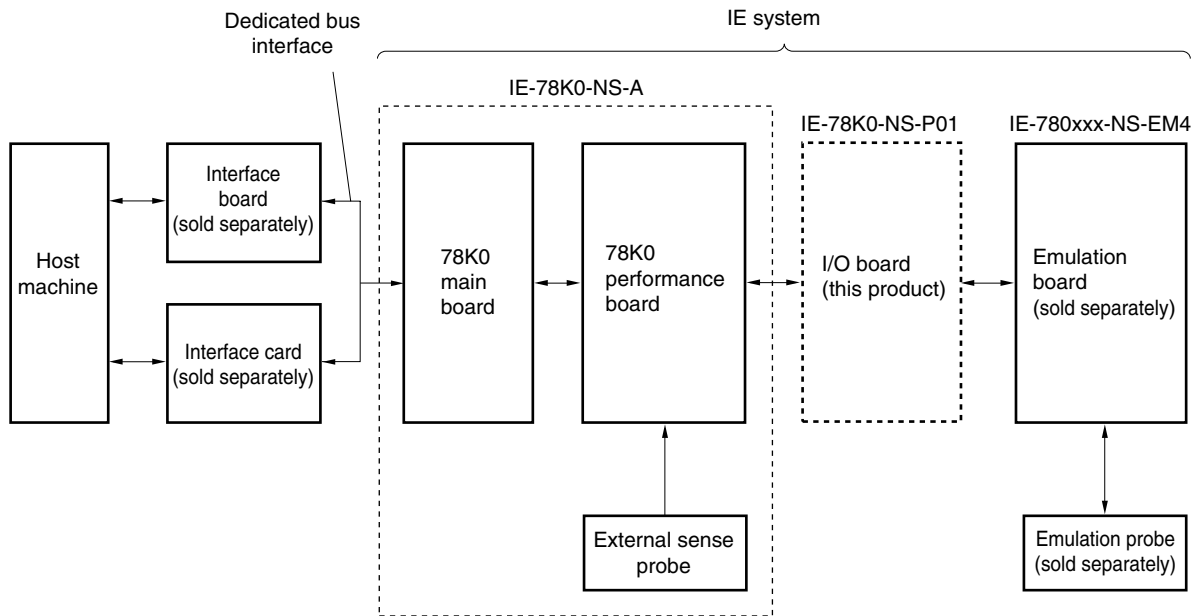 Dedicated bus
interface
IE system
IE-78K0-NS-A
IE-78K0-NS-P01
IE-780xxx-NS-EM4
Host
machine
Interface
board
(sold separately)
Interface card
(sold separately)
78K0
main
board
78K0
performance
board
I/O board
(this product)
Emulation
board
(sold separately)
External sense
probe
Emulation probe
(sold separately)